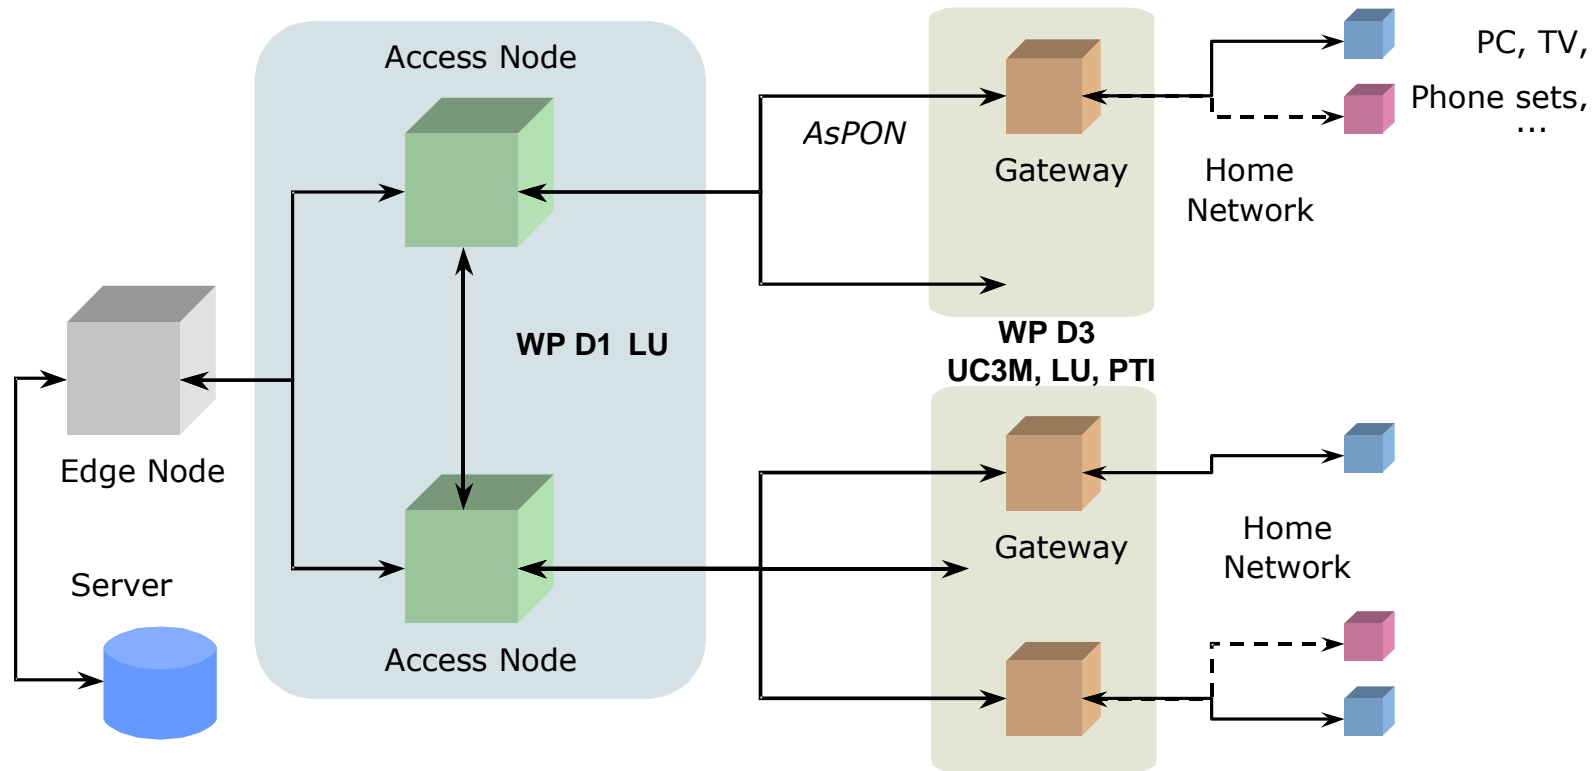 Access Node
PC, TV,
Phone sets,
...
AsPON
Gateway
Home
Network
WP D1 LU
WP D3
UC3M, LU, PTI
Edge Node
Gateway
Home
Network
Server
Access Node